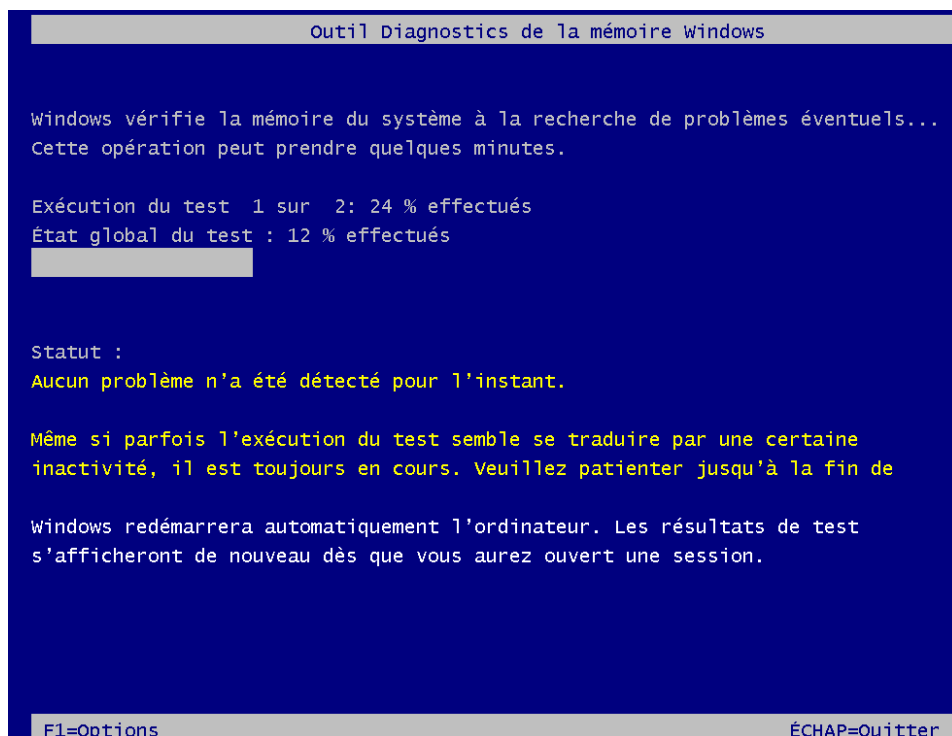 Outil Diagnostics de la mémoire Windows
Windows vérifie la mémoire du système à la recherche de problèmes éventuels...
Cette opération peut prendre quelques minutes.
Exécution du test  1 sur  2: 24 % effectués
État global du test : 12 % effectués
Statut :
Aucun problème n'a été détecté pour l'instant.
Même si parfois l'exécution du test semble se traduire par une certaine
inactivité, il est toujours en cours. Veuillez patienter jusqu'à la fin de
Windows redémarrera automatiquement l'ordinateur. Les résultats de test
s'afficheront de nouveau dès que vous aurez ouvert une session.
F1=Options ÉCHAP=Quitter